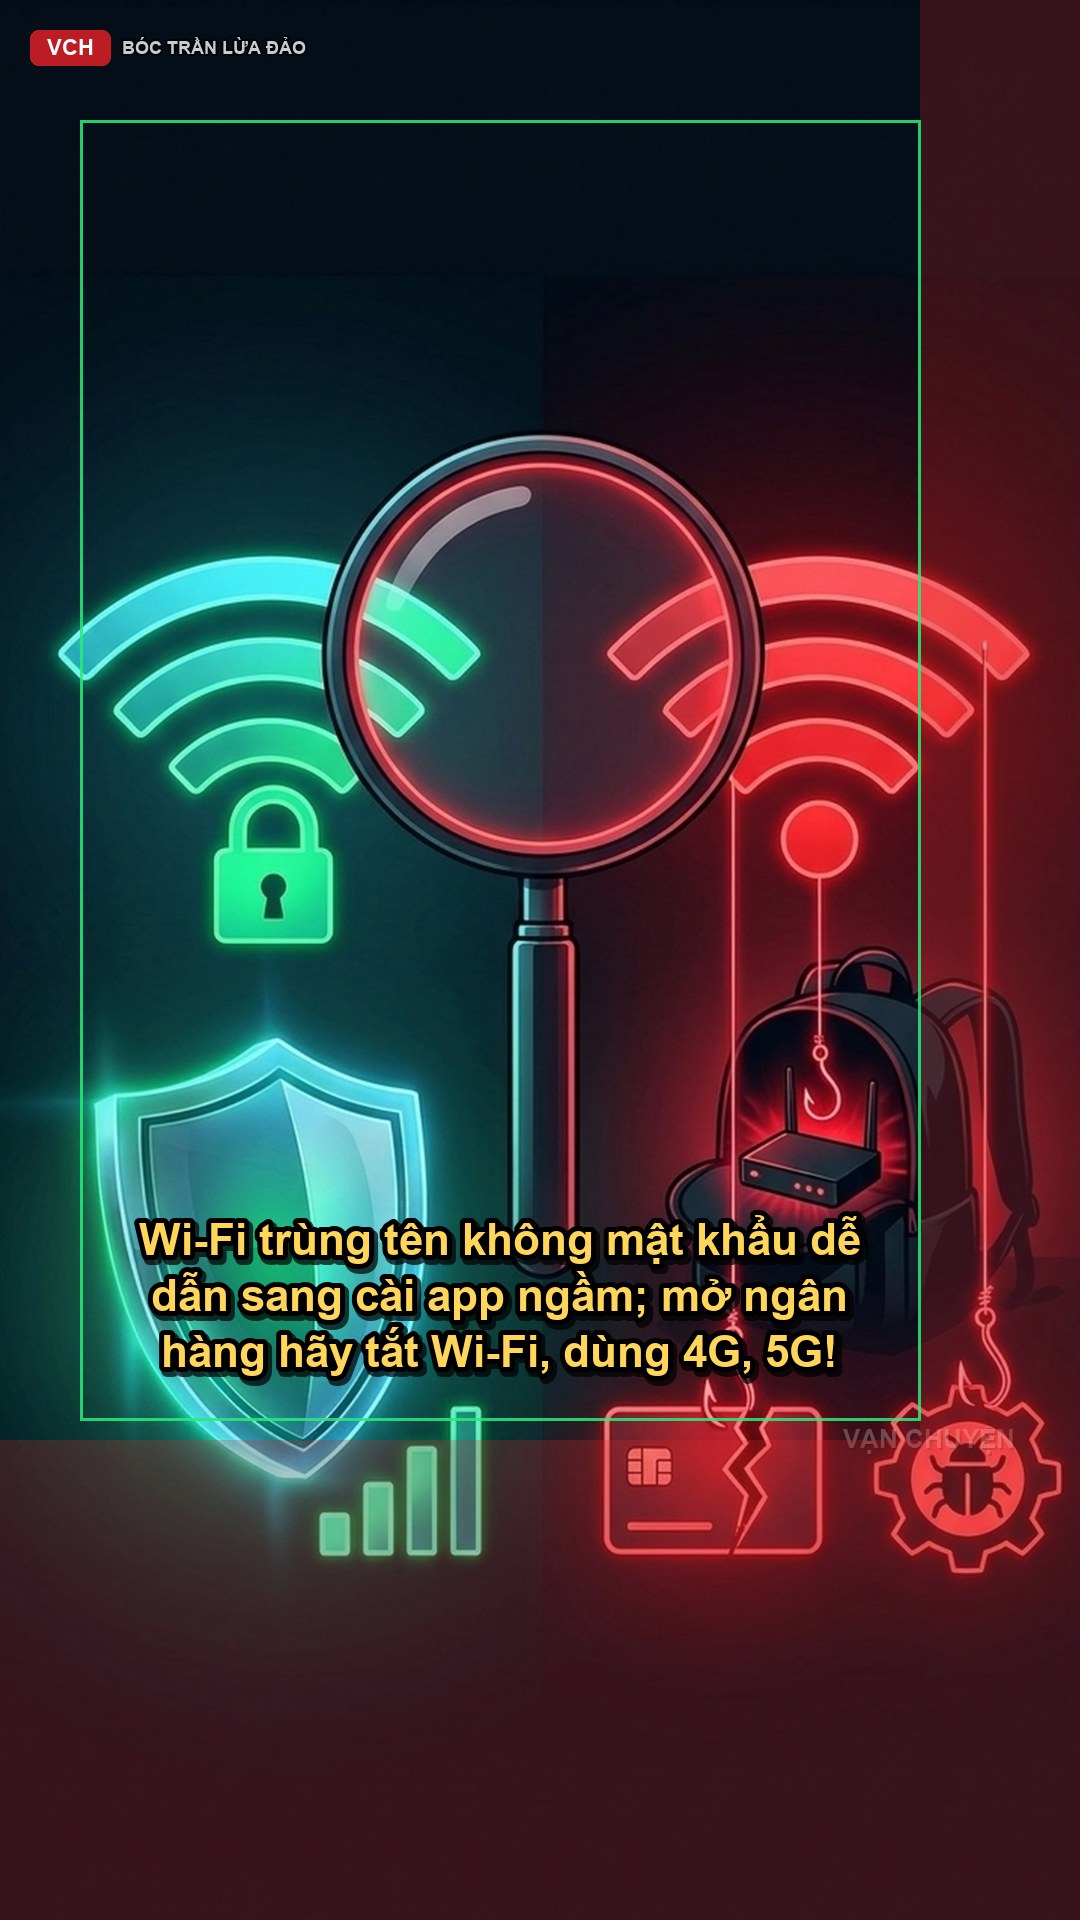 VCH BÓC TRẦN LỪA ĐẢO
Wi-Fi trùng tên không mật khẩu dễ
dẫn sang cài app ngầm; mở ngân
hàng hãy tắt Wi-Fi, dùng 4G, 5G!
VẠN CHUYỆN